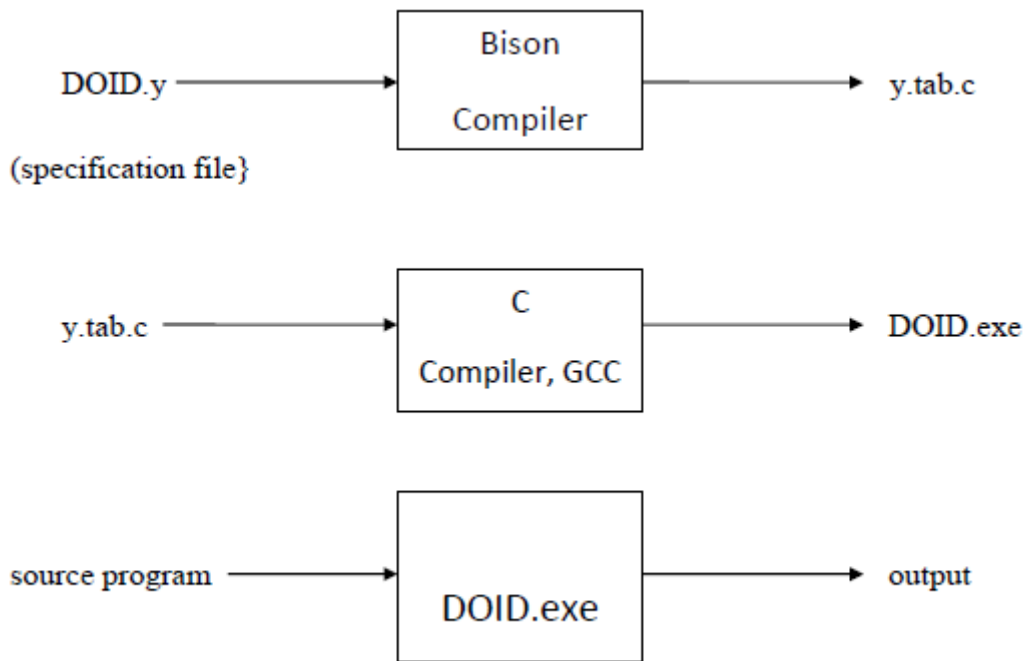 Bison
DOID.y
y.tab.c
Compiler
(specification file}
C
y.tab.c
DOID.exe
Compiler, GCC
source program
output
DOID.exe